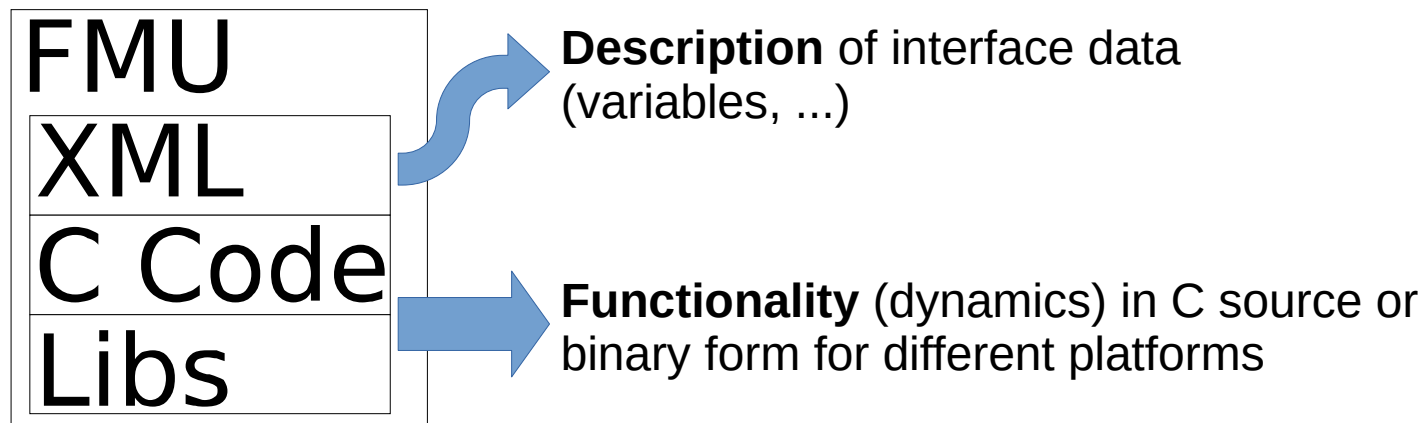 FMU
XML
C Code
Libs
Description of interface data
(variables, ...)
Functionality (dynamics) in C source or
binary form for different platforms